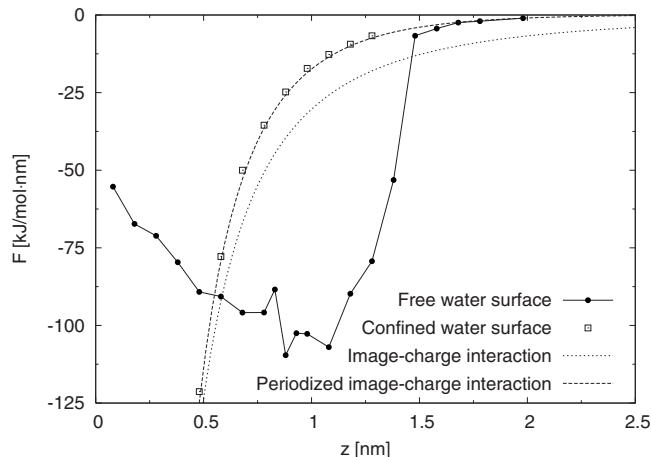 0
-25
-50
-75
-100
-125
F [kJ/mol·nm]
0 0.5 1 1.5 2 2.5
z [nm]
Free water surface
Confined water surface
Image-charge interaction
Periodized image-charge interaction